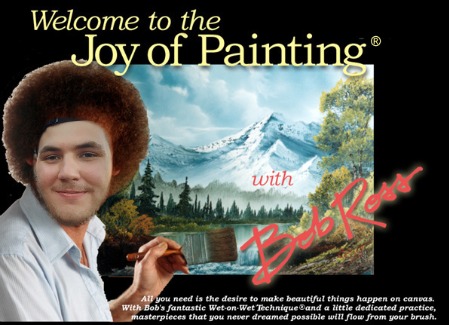 Welcome to the
Joy of Painting®
with
Bob Ross
All you need is the desire to make beautiful things happen on canvas.
With Bob's fantastic Wet-on-Wet Technique® and a little dedicated practice,
masterpieces that you never dreamed possible will flow from your brush.